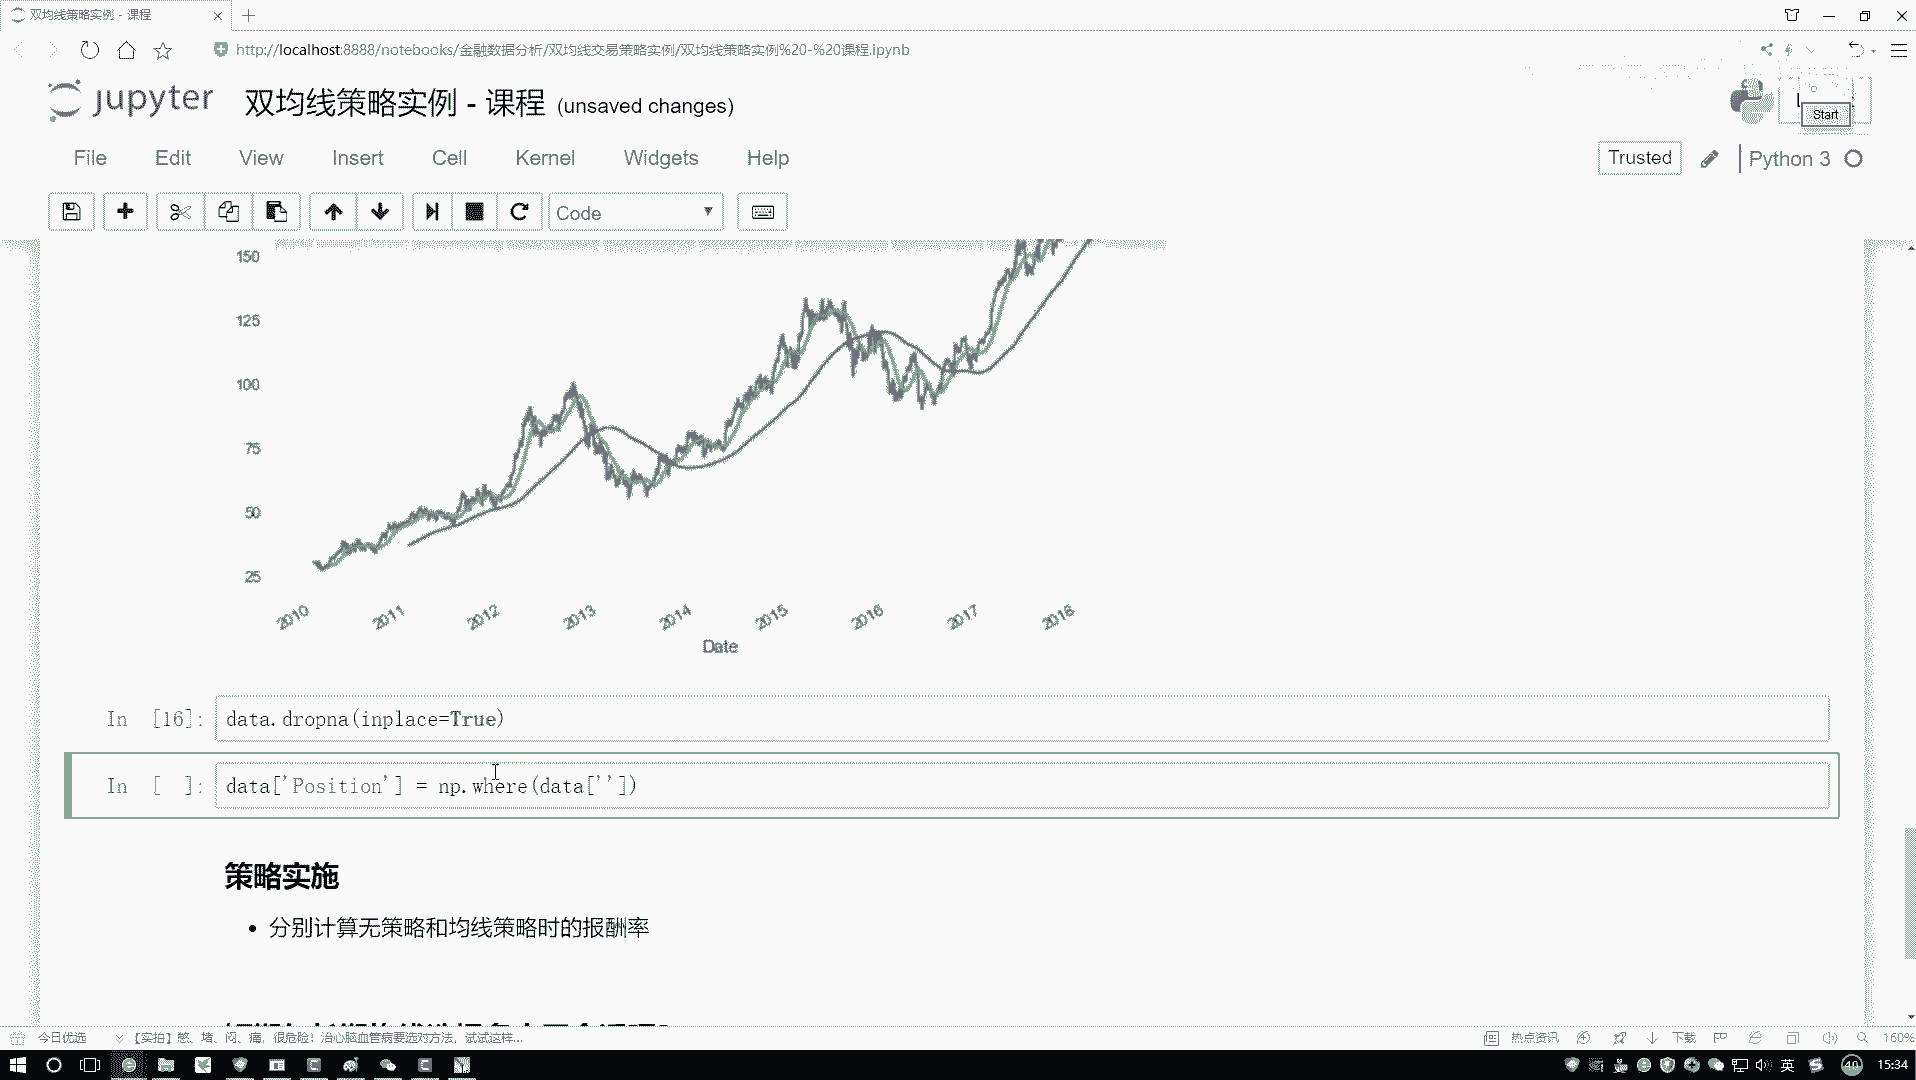 双均线策略实例 - 课程
http://localhost:8888/notebooks/金融数据分析/双均线交易策略实例/双均线策略实例%20-%20课程.ipynb
jupyter 双均线策略实例 - 课程 (unsaved changes)
Start
File Edit View Insert Cell Kernel Widgets Help
Trusted
Python 3
Code
150
125
100
75
50
25
2010 2011 2012 2013 2014 2015 2016 2017 2018
Date
In [16]: data.dropna(inplace=True)
In [ ]: data['Position'] = np.where(data[''])
策略实施
分别计算无策略和均线策略时的报酬率
今日优选
【实拍】憋、堵、闷、痛，很危险！治心脑血管病要选对方法，试试这样...
热点资讯
下载
160%
英
40
15:34